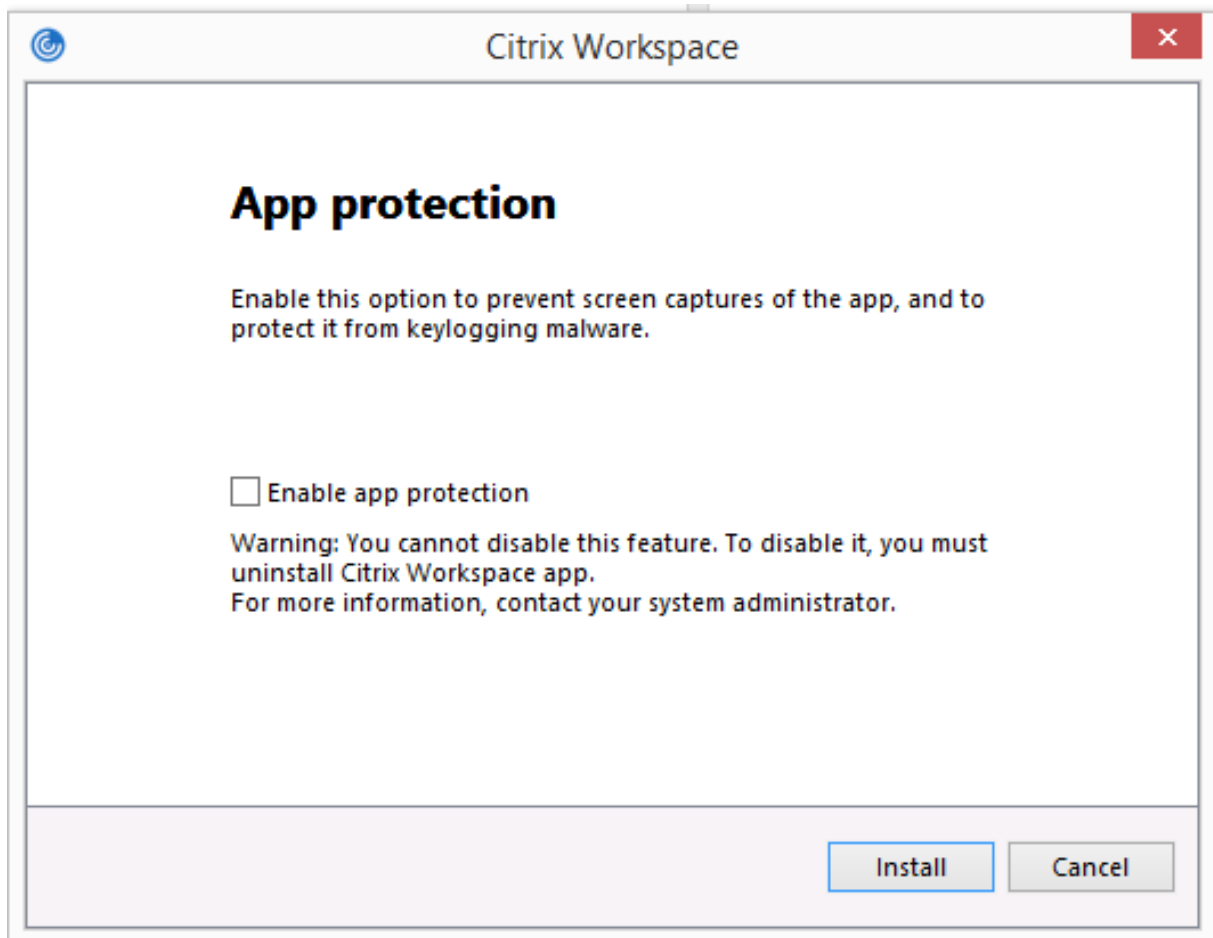 Citrix Workspace
App protection
Enable this option to prevent screen captures of the app, and to
protect it from keylogging malware.
Enable app protection
Warning: You cannot disable this feature. To disable it, you must
uninstall Citrix Workspace app.
For more information, contact your system administrator.
Install Cancel